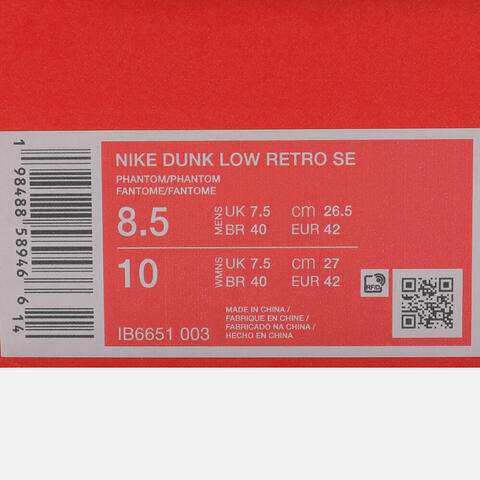 NIKE DUNK LOW RETRO SE
PHANTOM/PHANTOM
FANTOME/FANTOME
8.5 MENS UK 7.5 cm 26.5
BR 40 EUR 42
10 WMNS UK 7.5 cm 27
BR 40 EUR 42
RFID
MADE IN CHINA /
FABRIQUE EN CHINE /
FABRICADO NA CHINA /
HECHO EN CHINA
IB6651 003
1 98488 58946 6 14